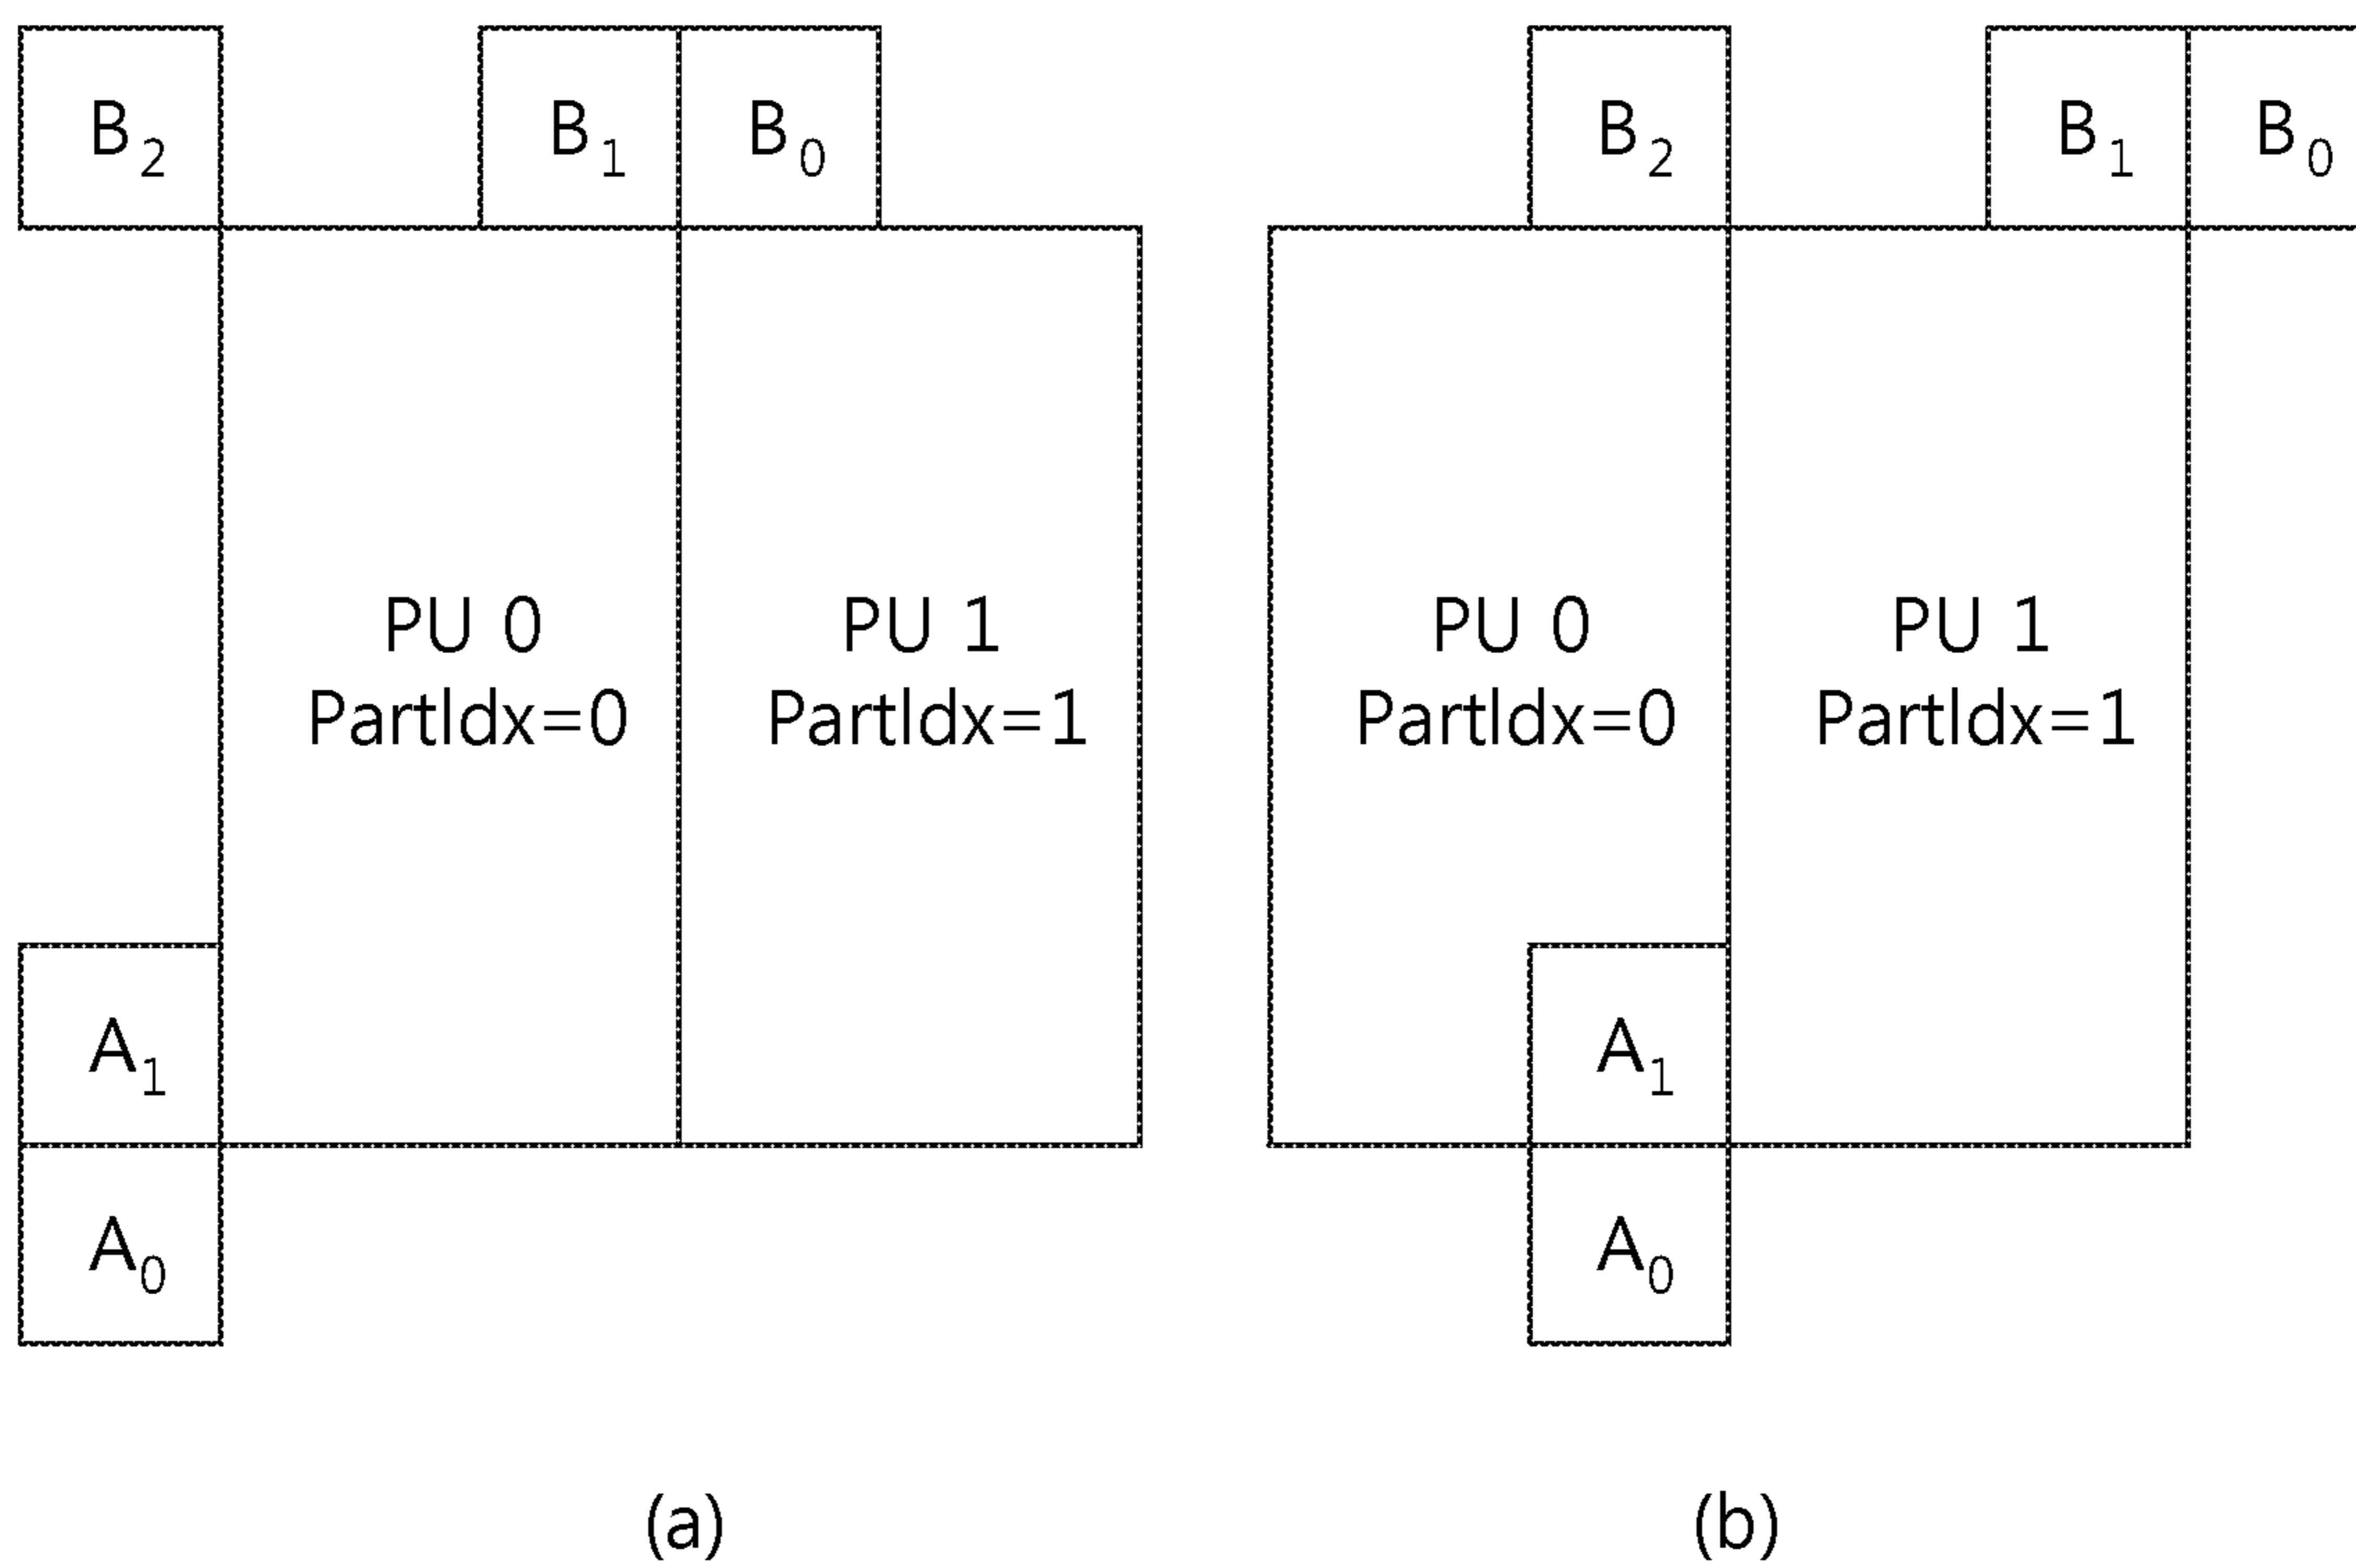 B2 B1 B0
PU 0 PU 1
PartIdx=0 PartIdx=1
A1
A0
(a)
B2 B1 B0
PU 0 PU 1
PartIdx=0 PartIdx=1
A1
A0
(b)